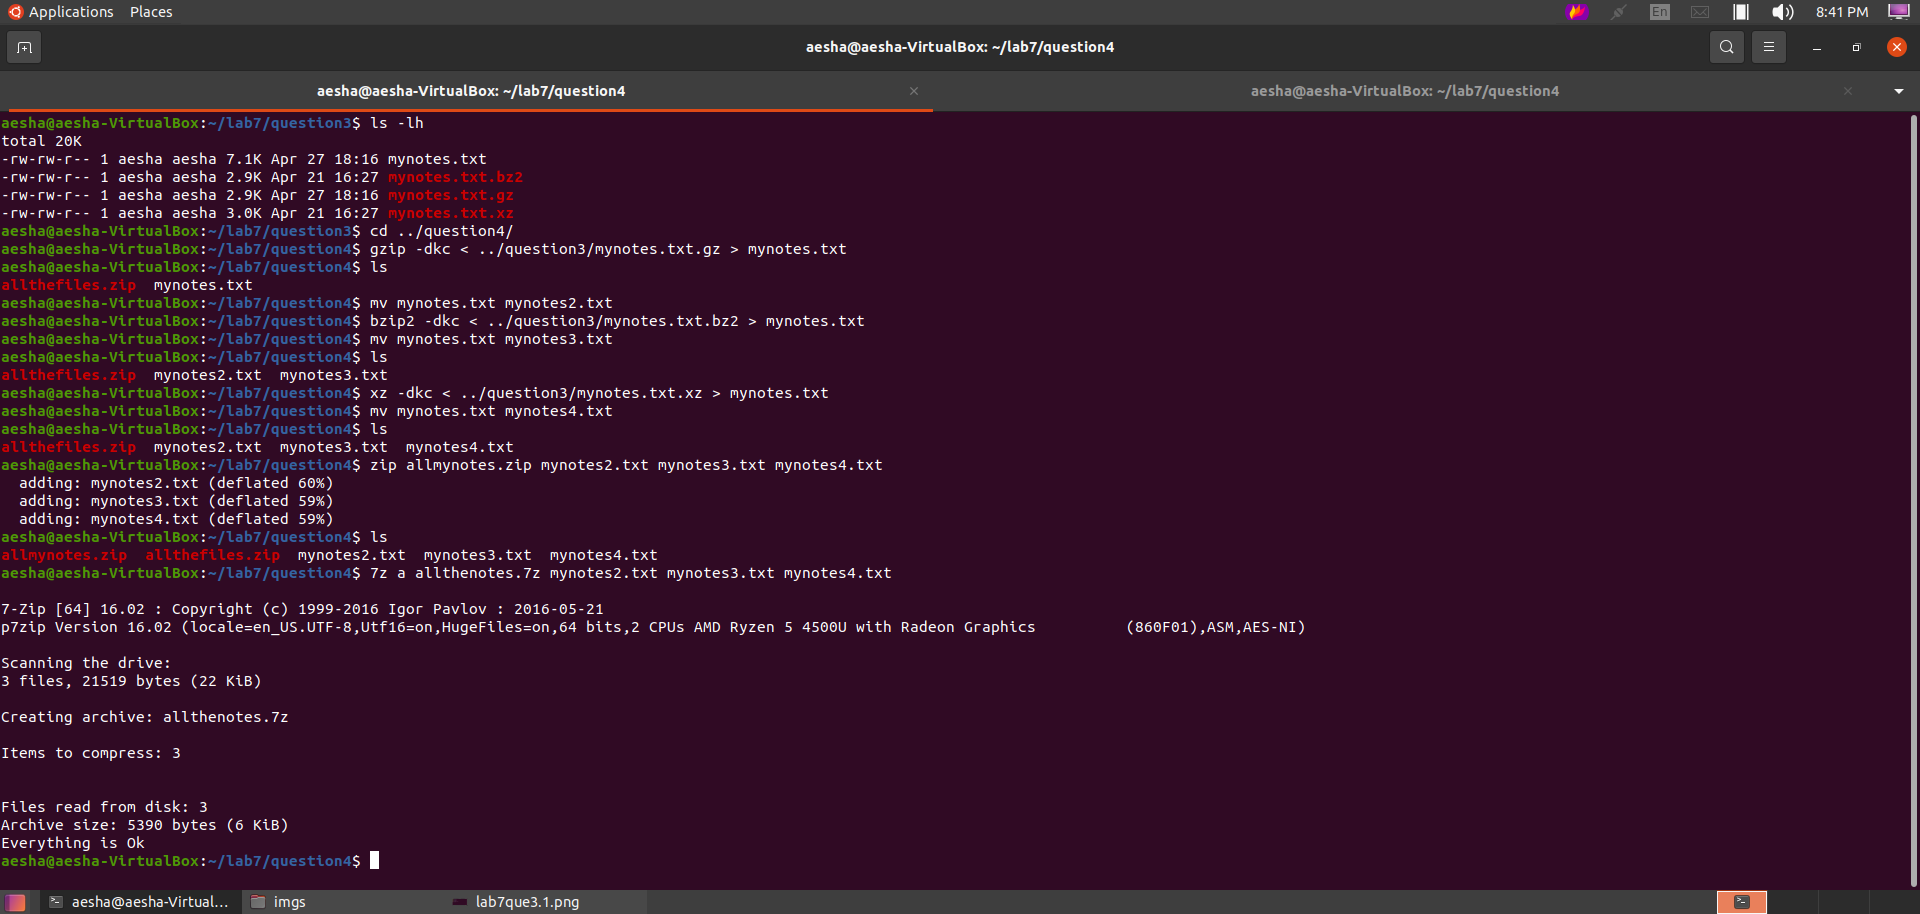 Applications Places En 8:41 PM
aesha@aesha-VirtualBox: ~/lab7/question4
aesha@aesha-VirtualBox: ~/lab7/question4 aesha@aesha-VirtualBox: ~/lab7/question4
aesha@aesha-VirtualBox:~/lab7/question3$ ls -lh
total 20K
-rw-rw-r-- 1 aesha aesha 7.1K Apr 27 18:16 mynotes.txt
-rw-rw-r-- 1 aesha aesha 2.9K Apr 21 16:27 mynotes.txt.bz2
-rw-rw-r-- 1 aesha aesha 2.9K Apr 27 18:16 mynotes.txt.gz
-rw-rw-r-- 1 aesha aesha 3.0K Apr 21 16:27 mynotes.txt.xz
aesha@aesha-VirtualBox:~/lab7/question3$ cd ../question4/
aesha@aesha-VirtualBox:~/lab7/question4$ gzip -dkc < ../question3/mynotes.txt.gz > mynotes.txt
aesha@aesha-VirtualBox:~/lab7/question4$ ls
allthefiles.zip  mynotes.txt
aesha@aesha-VirtualBox:~/lab7/question4$ mv mynotes.txt mynotes2.txt
aesha@aesha-VirtualBox:~/lab7/question4$ bzip2 -dkc < ../question3/mynotes.txt.bz2 > mynotes.txt
aesha@aesha-VirtualBox:~/lab7/question4$ mv mynotes.txt mynotes3.txt
aesha@aesha-VirtualBox:~/lab7/question4$ ls
allthefiles.zip  mynotes2.txt  mynotes3.txt
aesha@aesha-VirtualBox:~/lab7/question4$ xz -dkc < ../question3/mynotes.txt.xz > mynotes.txt
aesha@aesha-VirtualBox:~/lab7/question4$ mv mynotes.txt mynotes4.txt
aesha@aesha-VirtualBox:~/lab7/question4$ ls
allthefiles.zip  mynotes2.txt  mynotes3.txt  mynotes4.txt
aesha@aesha-VirtualBox:~/lab7/question4$ zip allmynotes.zip mynotes2.txt mynotes3.txt mynotes4.txt
  adding: mynotes2.txt (deflated 60%)
  adding: mynotes3.txt (deflated 59%)
  adding: mynotes4.txt (deflated 59%)
aesha@aesha-VirtualBox:~/lab7/question4$ ls
allmynotes.zip  allthefiles.zip  mynotes2.txt  mynotes3.txt  mynotes4.txt
aesha@aesha-VirtualBox:~/lab7/question4$ 7z a allthenotes.7z mynotes2.txt mynotes3.txt mynotes4.txt
7-Zip [64] 16.02 : Copyright (c) 1999-2016 Igor Pavlov : 2016-05-21
p7zip Version 16.02 (locale=en_US.UTF-8,Utf16=on,HugeFiles=on,64 bits,2 CPUs AMD Ryzen 5 4500U with Radeon Graphics          (860F01),ASM,AES-NI)
Scanning the drive:
3 files, 21519 bytes (22 KiB)
Creating archive: allthenotes.7z
Items to compress: 3
Files read from disk: 3
Archive size: 5390 bytes (6 KiB)
Everything is Ok
aesha@aesha-VirtualBox:~/lab7/question4$
aesha@aesha-Virtual... imgs lab7que3.1.png